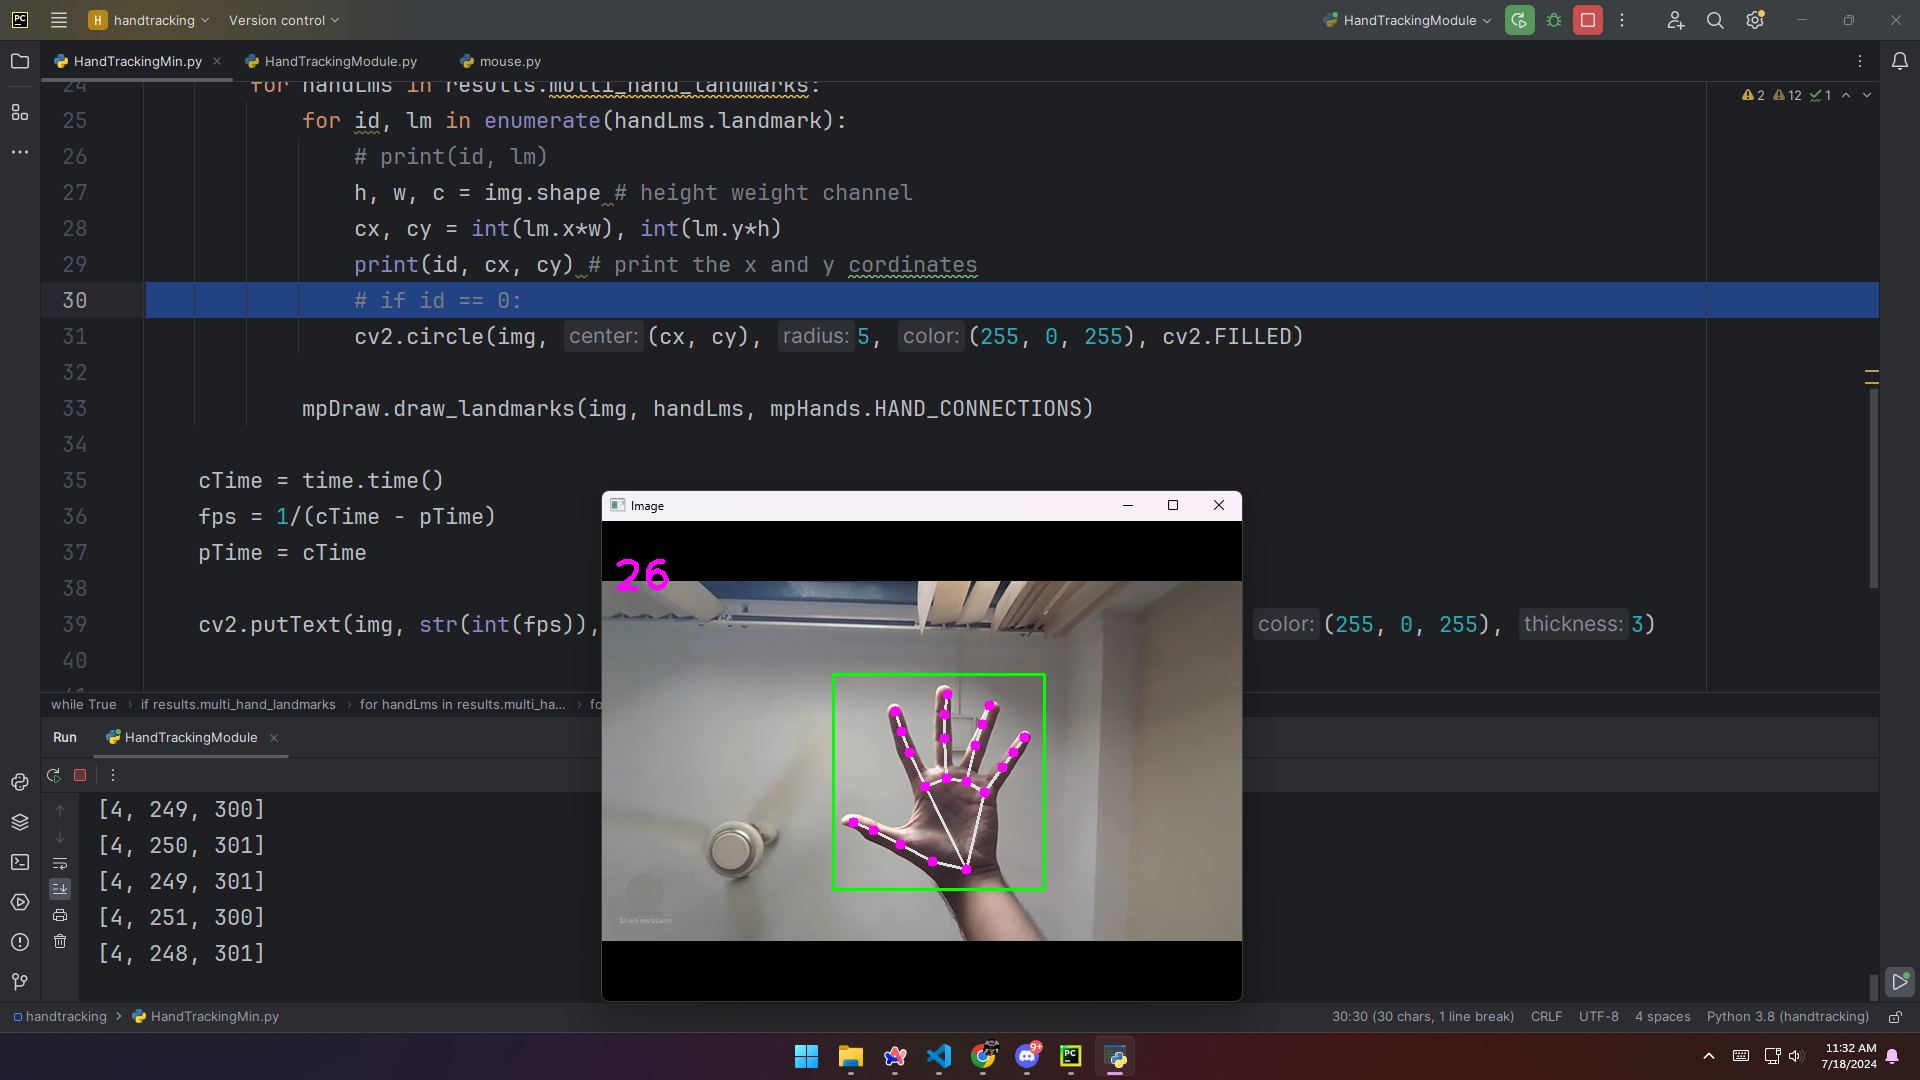 PC H handtracking Version control HandTrackingModule
HandTrackingMin.py HandTrackingModule.py mouse.py
24 for handLms in results.multi_hand_landmarks:
2 12 1
25 for id, lm in enumerate(handLms.landmark):
26 # print(id, lm)
27 h, w, c = img.shape # height weight channel
28 cx, cy = int(lm.x*w), int(lm.y*h)
29 print(id, cx, cy) # print the x and y cordinates
30 # if id == 0:
31 cv2.circle(img, center: (cx, cy), radius: 5, color: (255, 0, 255), cv2.FILLED)
32
33 mpDraw.draw_landmarks(img, handLms, mpHands.HAND_CONNECTIONS)
34
35 cTime = time.time()
36 fps = 1/(cTime - pTime)
37 pTime = cTime
38
39 cv2.putText(img, str(int(fps)), color: (255, 0, 255), thickness: 3)
40
41
Image
26
Iriun webcam
while True if results.multi_hand_landmarks for handLms in results.multi_ha... fo
Run HandTrackingModule
[4, 249, 300]
[4, 250, 301]
[4, 249, 301]
[4, 251, 300]
[4, 248, 301]
handtracking HandTrackingMin.py 30:30 (30 chars, 1 line break) CRLF UTF-8 4 spaces Python 3.8 (handtracking)
9+ PC
11:32 AM
7/18/2024